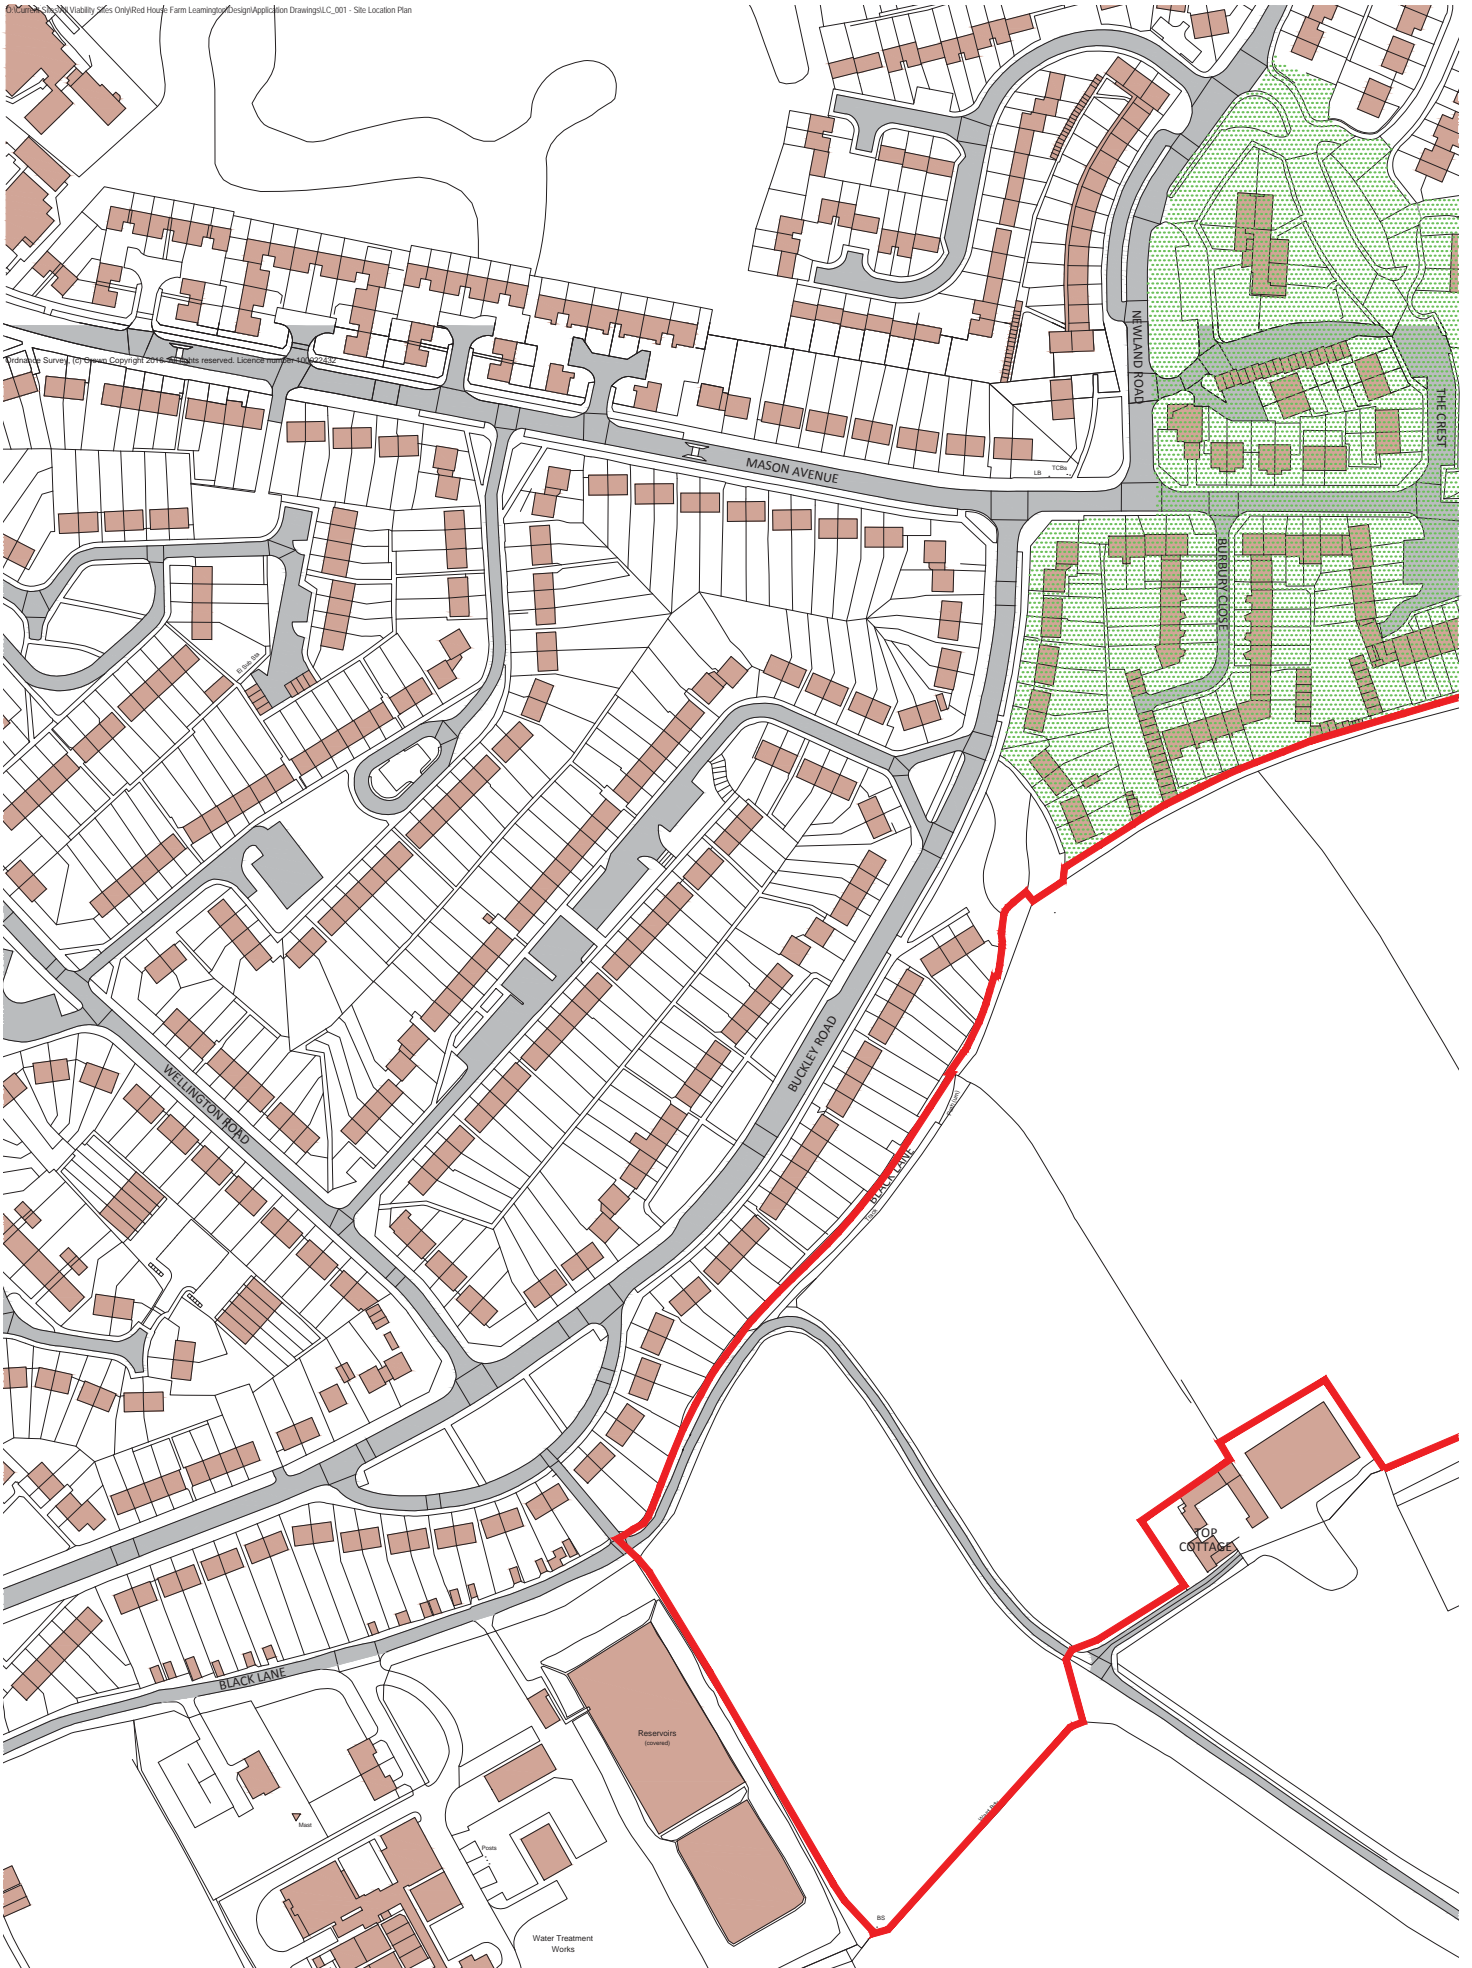 O:\Current Sites\All Viability Sites Only\Red House Farm Leamington\Design\Application Drawings\LC_001 - Site Location Plan
NEWLAND ROAD
Ordnance Survey, (c) Crown Copyright 2016. All rights reserved. Licence number 100022432
THE CREST
MASON AVENUE
LB
TCBs
BURBURY CLOSE
El Sub Sta
BUCKLEY ROAD
WELLINGTON ROAD
BLACK LANE
Track
TOP
COTTAGE
BLACK LANE
Reservoirs
(covered)
Mast
Posts
BS
Water Treatment
Works